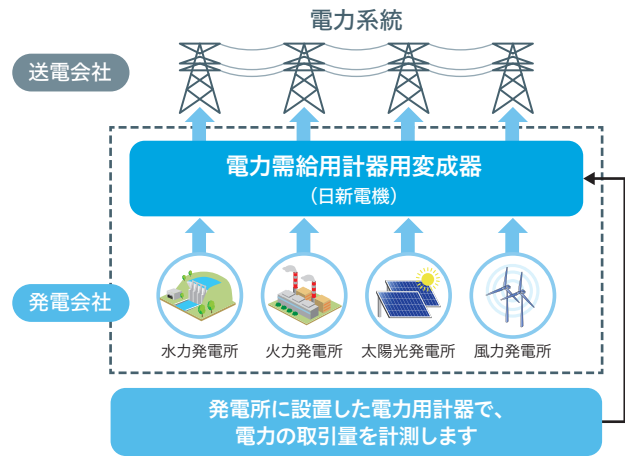 電力系統
送電会社
電力需給用計器用変成器
（日新電機）
発電会社
水力発電所
火力発電所
太陽光発電所
風力発電所
発電所に設置した電力用計器で、
電力の取引量を計測します